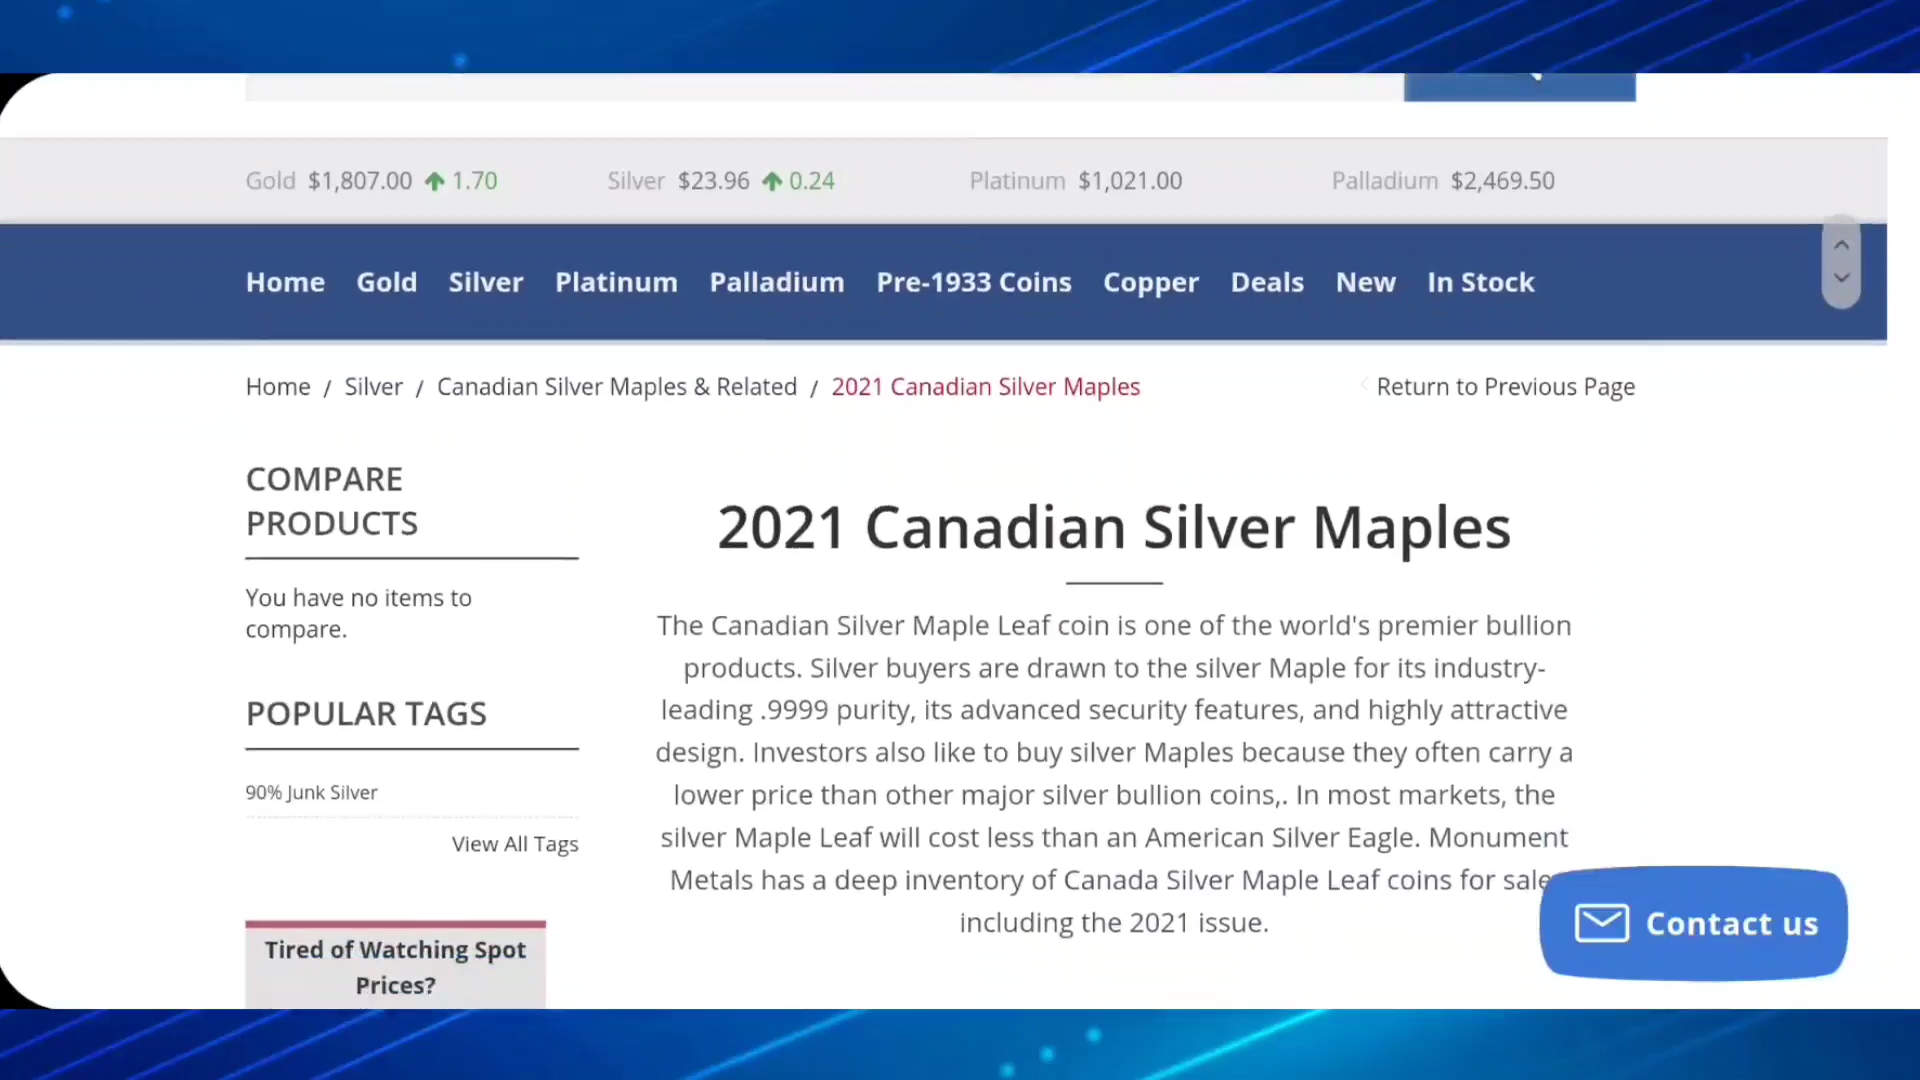 Gold $1,807.00 1.70 Silver $23.96 0.24 Platinum $1,021.00 Palladium $2,469.50
Home Gold Silver Platinum Palladium Pre-1933 Coins Copper Deals New In Stock
Home / Silver / Canadian Silver Maples & Related / 2021 Canadian Silver Maples
Return to Previous Page
COMPARE
PRODUCTS
You have no items to
compare.
POPULAR TAGS
90% Junk Silver
View All Tags
Tired of Watching Spot
Prices?
2021 Canadian Silver Maples
The Canadian Silver Maple Leaf coin is one of the world's premier bullion
products. Silver buyers are drawn to the silver Maple for its industry-
leading .9999 purity, its advanced security features, and highly attractive
design. Investors also like to buy silver Maples because they often carry a
lower price than other major silver bullion coins,. In most markets, the
silver Maple Leaf will cost less than an American Silver Eagle. Monument
Metals has a deep inventory of Canada Silver Maple Leaf coins for sale
including the 2021 issue.
Contact us